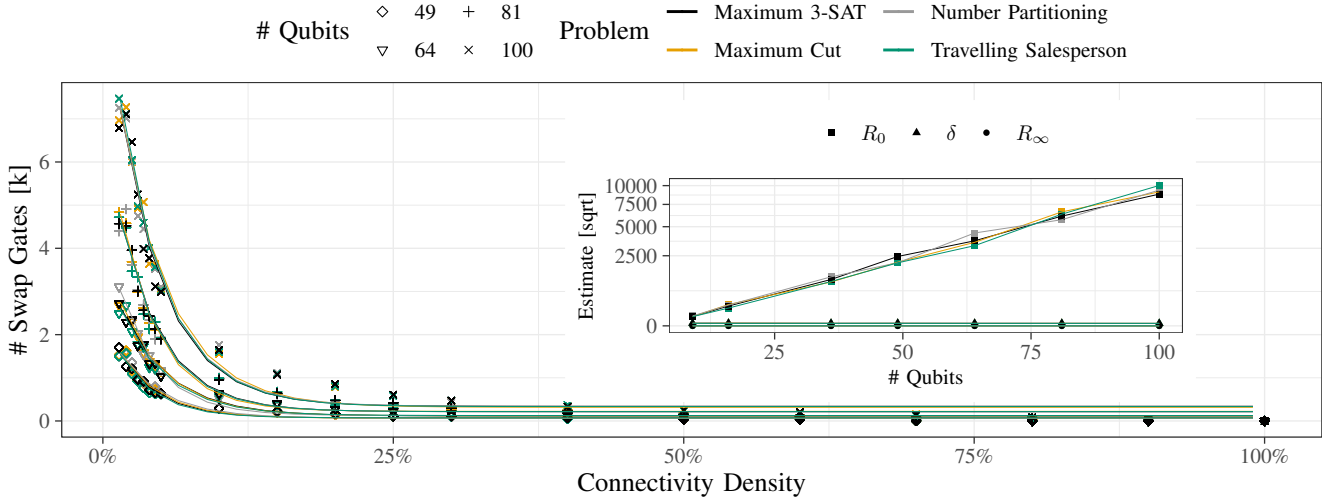 # Qubits 49 81 Problem Maximum 3-SAT Number Partitioning
64 100 Maximum Cut Travelling Salesperson
# Swap Gates [k]
6
4
2
0
0% 25% 50% 75% 100%
Connectivity Density
R₀ δ R∞
Estimate [sqrt]
10000
7500
5000
2500
0
25 50 75 100
# Qubits